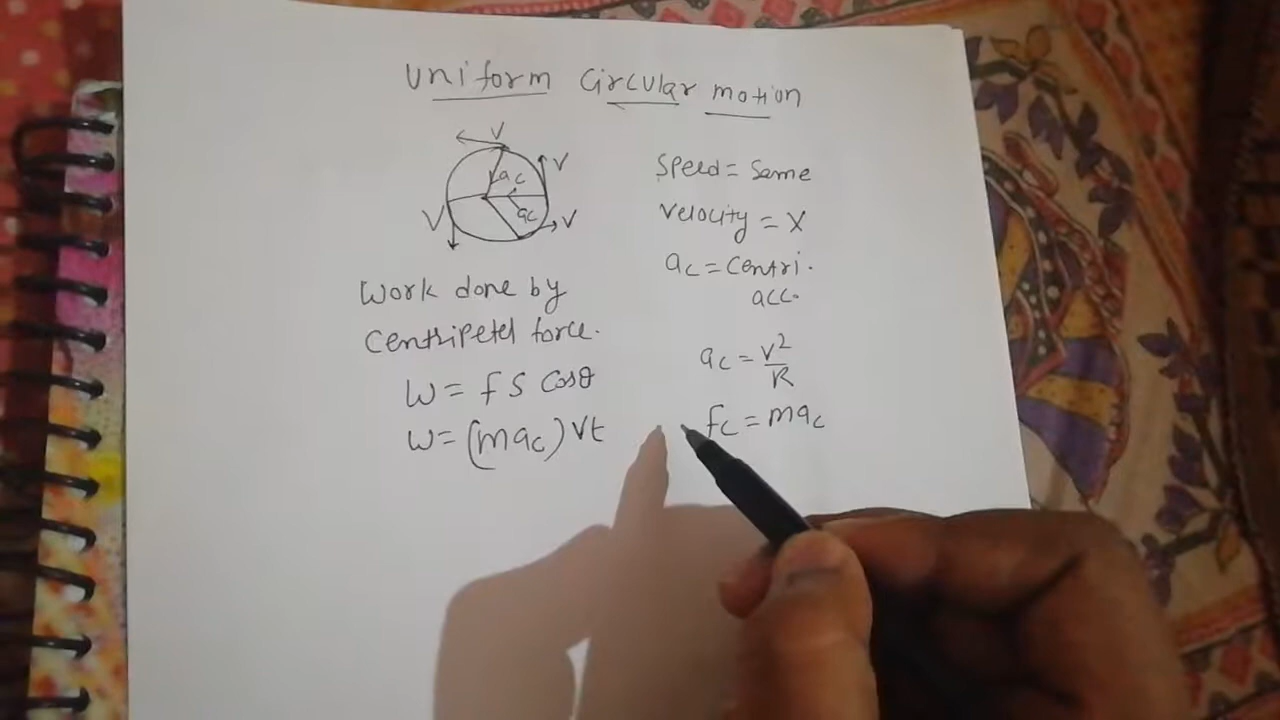 Uniform Circular motion
V
ac
V
ac
V
V
Speed = Same
Velocity = X
ac = Centri.
acc.
Work done by
Centripetel force.
W = f S Cosθ
W = (mac) Vt
ac = V²/R
fc = mac